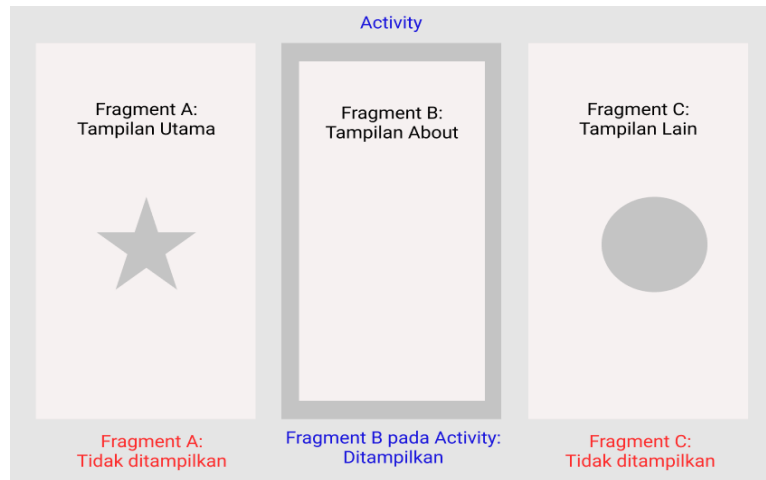 Activity
Fragment A:
Tampilan Utama
Fragment B:
Tampilan About
Fragment C:
Tampilan Lain
Fragment A:
Tidak ditampilkan
Fragment B pada Activity:
Ditampilkan
Fragment C:
Tidak ditampilkan